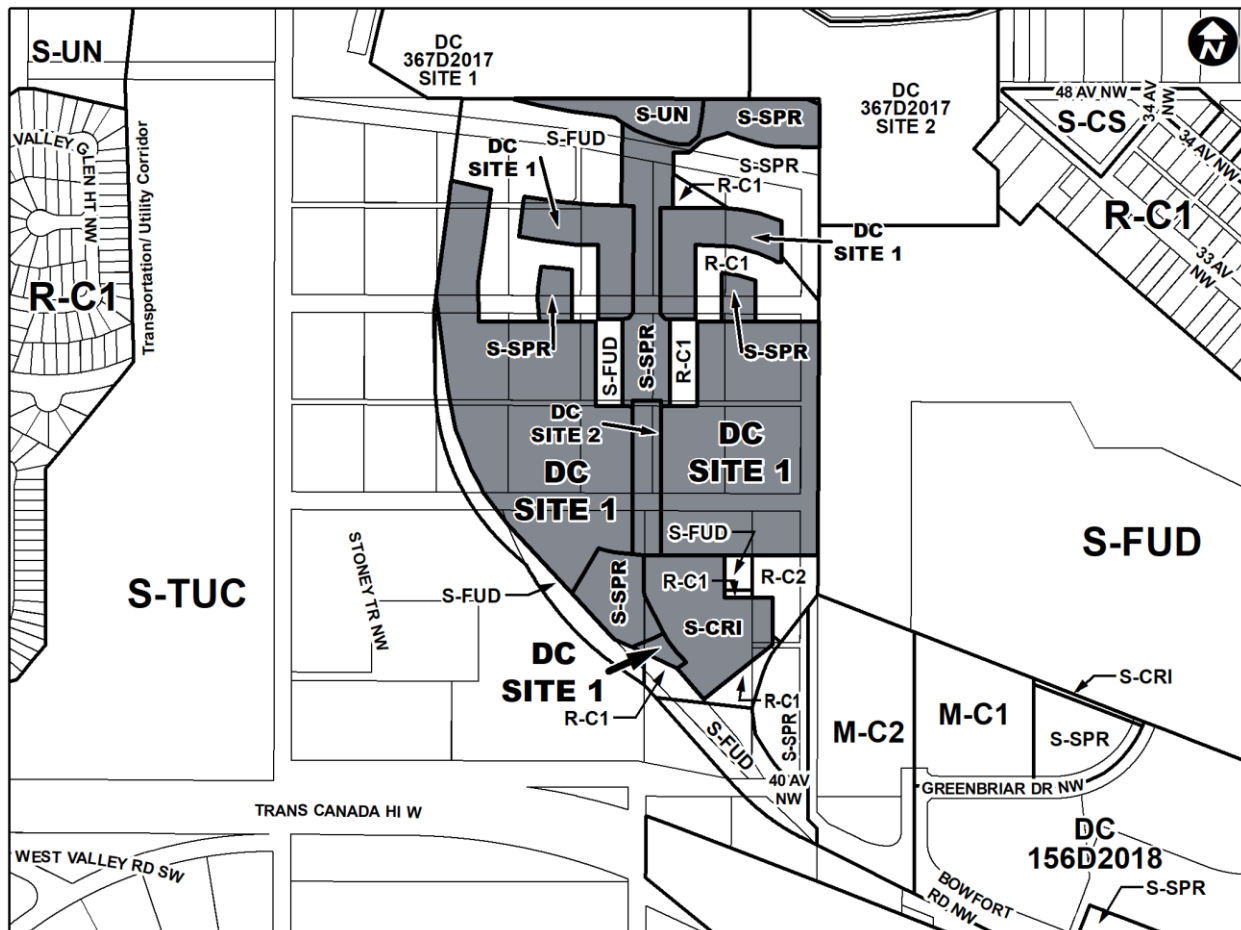 S-UN
DC
367D2017
SITE 1
N
DC
367D2017
SITE 2
48 AV NW
S-CS
34 AV
NW
34 AV NW
R-C1
33 AV
NW
VALLEY GLEN HT NW
R-C1
Transportation/ Utility Corridor
S-UN
S-SPR
S-FUD
DC
SITE 1
S-SPR
R-C1
DC
SITE 1
R-C1
S-SPR
S-FUD
S-SPR
R-C1
S-SPR
DC
SITE 2
DC
SITE 1
DC
SITE 1
S-FUD
S-FUD
S-TUC
STONEY TR NW
S-FUD
S-SPR
R-C1
R-C2
S-CRI
DC
SITE 1
R-C1
R-C1
S-SPR
S-FUD
M-C2
M-C1
S-CRI
S-SPR
40 AV
NW
GREENBRIAR DR NW
TRANS CANADA HI W
DC
156D2018
WEST VALLEY RD SW
BOWFORT
RD NW
S-SPR